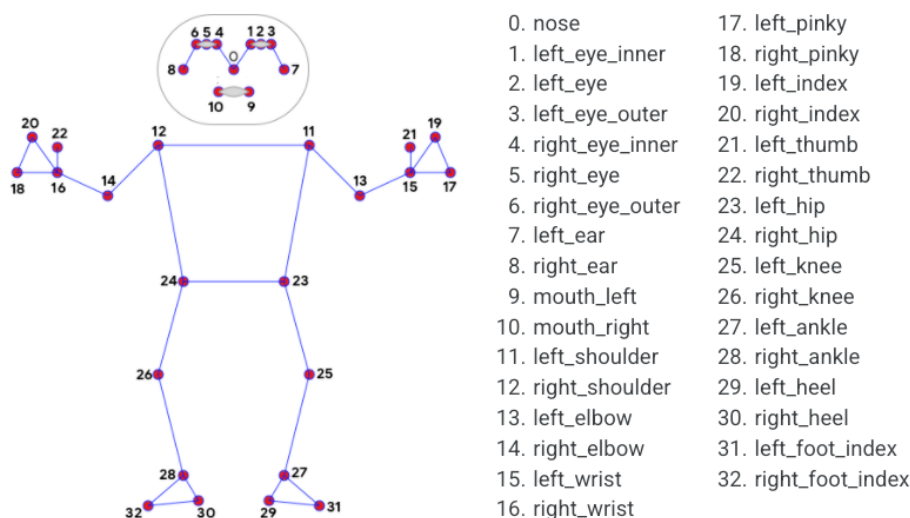 6 5 4 1 2 3
0
8 7
10 9
20 22 12 11 21 19
18 16 14 13 15 17
24 23
26 25
28 27
32 30 29 31
0. nose
1. left_eye_inner
2. left_eye
3. left_eye_outer
4. right_eye_inner
5. right_eye
6. right_eye_outer
7. left_ear
8. right_ear
9. mouth_left
10. mouth_right
11. left_shoulder
12. right_shoulder
13. left_elbow
14. right_elbow
15. left_wrist
16. right_wrist
17. left_pinky
18. right_pinky
19. left_index
20. right_index
21. left_thumb
22. right_thumb
23. left_hip
24. right_hip
25. left_knee
26. right_knee
27. left_ankle
28. right_ankle
29. left_heel
30. right_heel
31. left_foot_index
32. right_foot_index